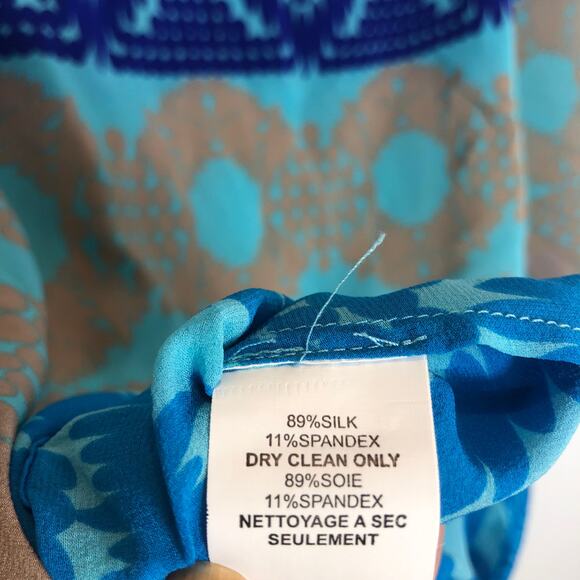 89%SILK
11%SPANDEX
DRY CLEAN ONLY
89%SOIE
11%SPANDEX
NETTOYAGE A SEC
SEULEMENT